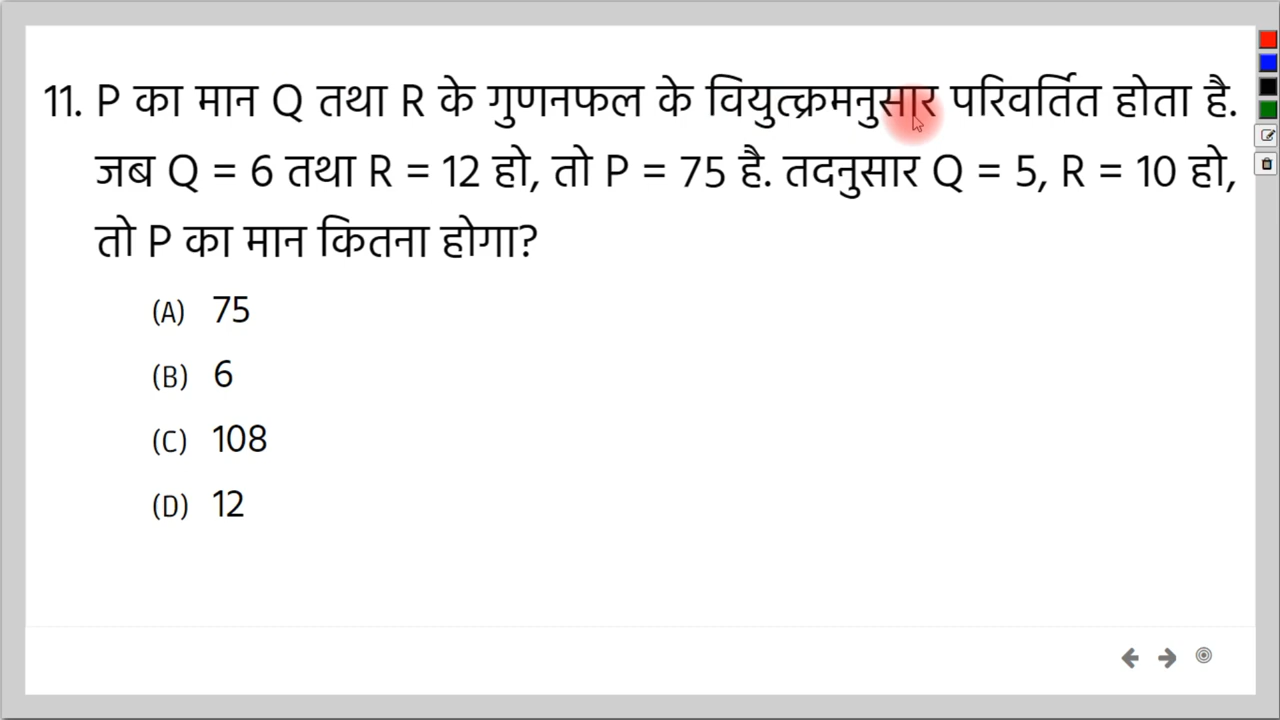 11. P का मान Q तथा R के गुणनफल के वियुत्क्रमनुसार परिवर्तित होता है.
जब Q = 6 तथा R = 12 हो, तो P = 75 है. तदनुसार Q = 5, R = 10 हो,
तो P का मान कितना होगा?
(A) 75
(B) 6
(C) 108
(D) 12